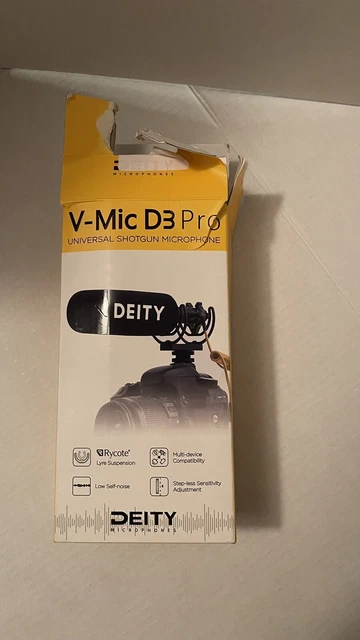 DEITY
MICROPHONES
V-Mic D3 Pro
UNIVERSAL SHOTGUN MICROPHONE
DEITY
Rycote®
Lyre Suspension
Multi-device
Compatibility
Low Self-noise
Step-less Sensitivity
Adjustment
DEITY
MICROPHONES